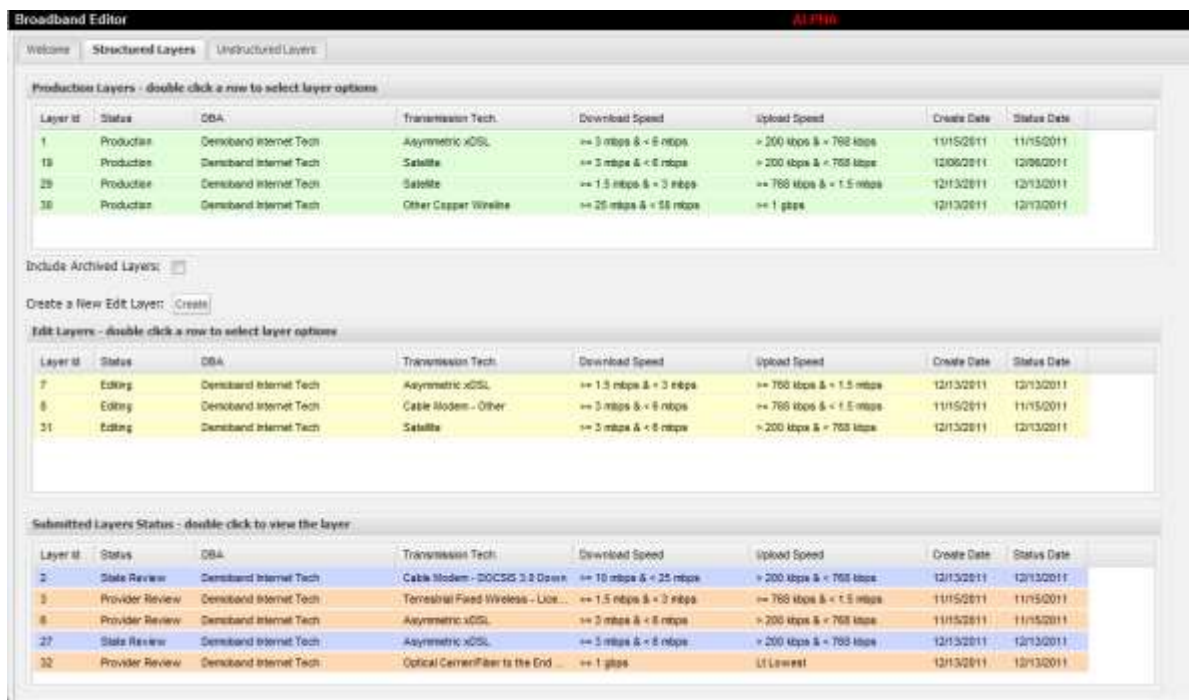 Broadband Editor ALPHA
Welcome Structured Layers Unstructured Layers
Production Layers - double click a row to select layer options
Layer Id Status DBA Transmission Tech. Download Speed Upload Speed Create Date Status Date
1 Production Demoband Internet Tech Asymmetric xDSL >= 3 mbps & < 6 mbps > 200 kbps & < 768 kbps 11/15/2011 11/15/2011
19 Production Demoband Internet Tech Satellite >= 3 mbps & < 6 mbps > 200 kbps & < 768 kbps 12/06/2011 12/06/2011
29 Production Demoband Internet Tech Satellite >= 1.5 mbps & < 3 mbps >= 768 kbps & < 1.5 mbps 12/13/2011 12/13/2011
30 Production Demoband Internet Tech Other Copper Wireline >= 25 mbps & < 50 mbps >= 1 gbps 12/13/2011 12/13/2011
Include Archived Layers:
Create a New Edit Layer: Create
Edit Layers - double click a row to select layer options
Layer Id Status DBA Transmission Tech. Download Speed Upload Speed Create Date Status Date
7 Editing Demoband Internet Tech Asymmetric xDSL >= 1.5 mbps & < 3 mbps >= 768 kbps & < 1.5 mbps 12/13/2011 12/13/2011
Editing Demoband Internet Tech Cable Modem - Other >= 3 mbps & < 6 mbps >= 768 kbps & < 1.5 mbps 11/15/2011 11/15/2011
31 Editing Demoband Internet Tech Satellite >= 3 mbps & < 6 mbps > 200 kbps & < 768 kbps 12/13/2011 12/13/2011
Submitted Layers Status - double click to view the layer
Layer Id Status DBA Transmission Tech. Download Speed Upload Speed Create Date Status Date
2 State Review Demoband Internet Tech Cable Modem - DOCSIS 3.0 Down >= 10 mbps & < 25 mbps > 200 kbps & < 768 kbps 12/13/2011 12/13/2011
3 Provider Review Demoband Internet Tech Terrestrial Fixed Wireless - Lice... >= 1.5 mbps & < 3 mbps >= 768 kbps & < 1.5 mbps 11/15/2011 11/15/2011
Provider Review Demoband Internet Tech Asymmetric xDSL >= 3 mbps & < 6 mbps > 200 kbps & < 768 kbps 11/15/2011 11/15/2011
27 State Review Demoband Internet Tech Asymmetric xDSL >= 3 mbps & < 6 mbps > 200 kbps & < 768 kbps 12/13/2011 12/13/2011
32 Provider Review Demoband Internet Tech Optical Carrier/Fiber to the End ... >= 1 gbps Lt Lowest 12/13/2011 12/13/2011